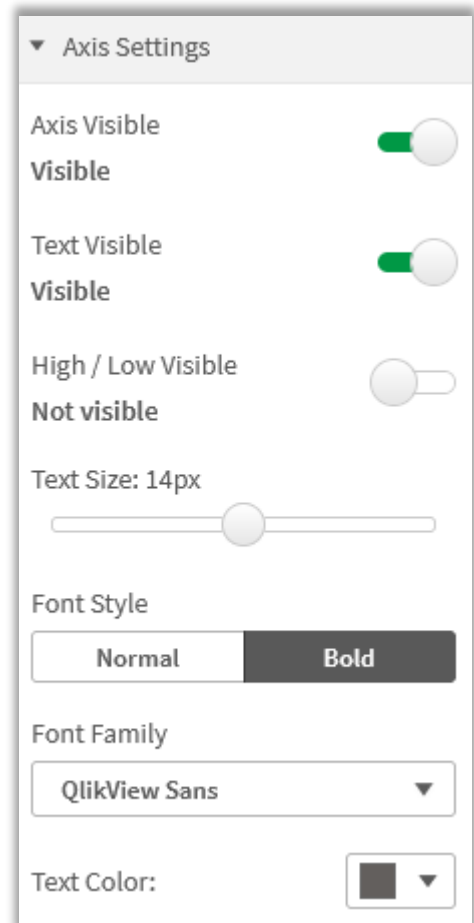 Axis Settings
Axis Visible
Visible
Text Visible
Visible
High / Low Visible
Not visible
Text Size: 14px
Font Style
Normal Bold
Font Family
QlikView Sans
Text Color: